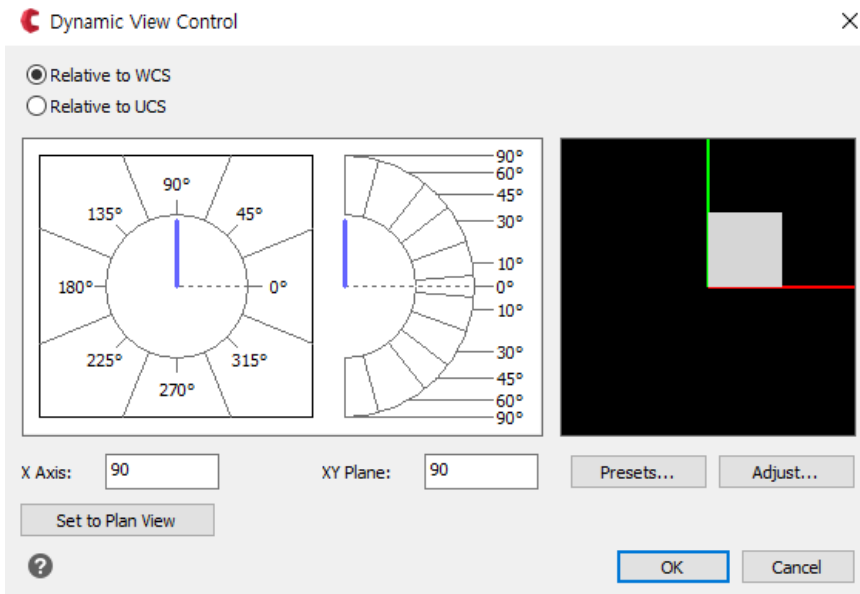 Dynamic View Control
Relative to WCS
Relative to UCS
90°
135°
45°
180°
0°
225°
315°
270°
90°
60°
45°
30°
10°
0°
10°
30°
45°
60°
90°
X Axis: 90
XY Plane: 90
Presets...
Adjust...
Set to Plan View
?
OK
Cancel